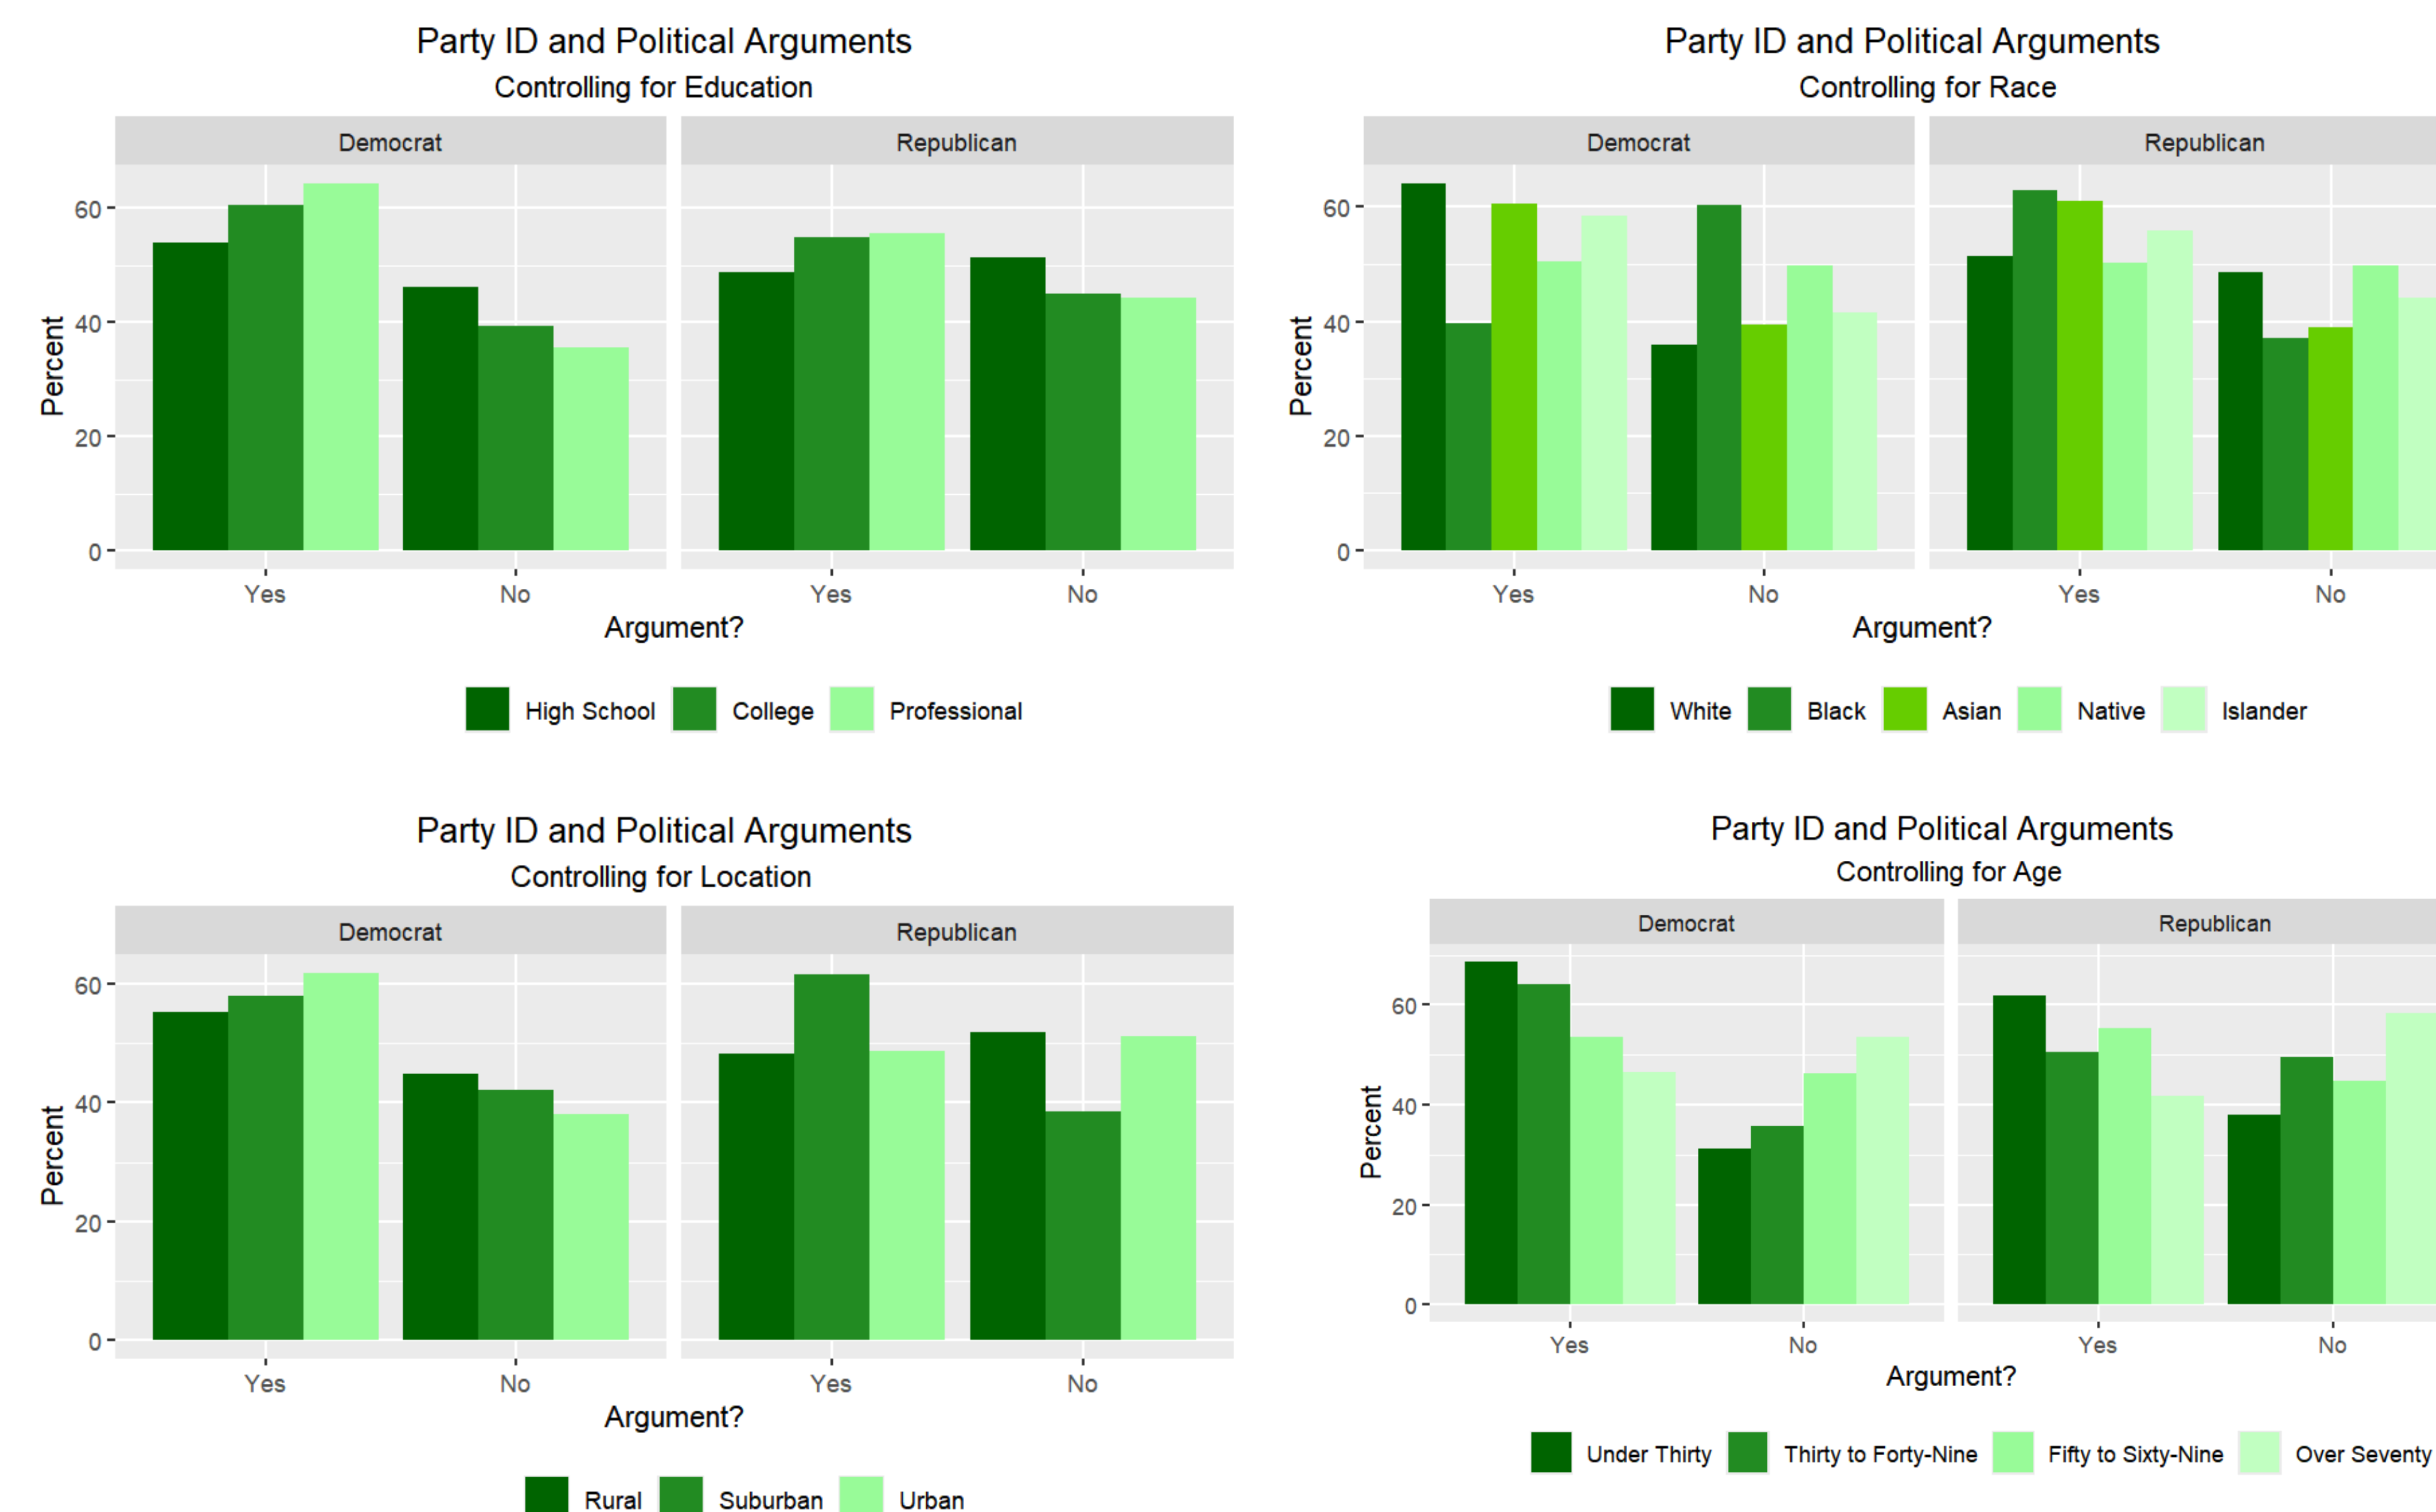 Party ID and Political Arguments
Controlling for Education
Democrat
Republican
Percent
60
40
20
0
Yes
No
Yes
No
Argument?
High School
College
Professional
Party ID and Political Arguments
Controlling for Race
Democrat
Republican
Percent
60
40
20
0
Yes
No
Yes
No
Argument?
White
Black
Asian
Native
Islander
Party ID and Political Arguments
Controlling for Location
Democrat
Republican
Percent
60
40
20
0
Yes
No
Yes
No
Argument?
Rural
Suburban
Urban
Party ID and Political Arguments
Controlling for Age
Democrat
Republican
Percent
60
40
20
0
Yes
No
Yes
No
Argument?
Under Thirty
Thirty to Forty-Nine
Fifty to Sixty-Nine
Over Seventy